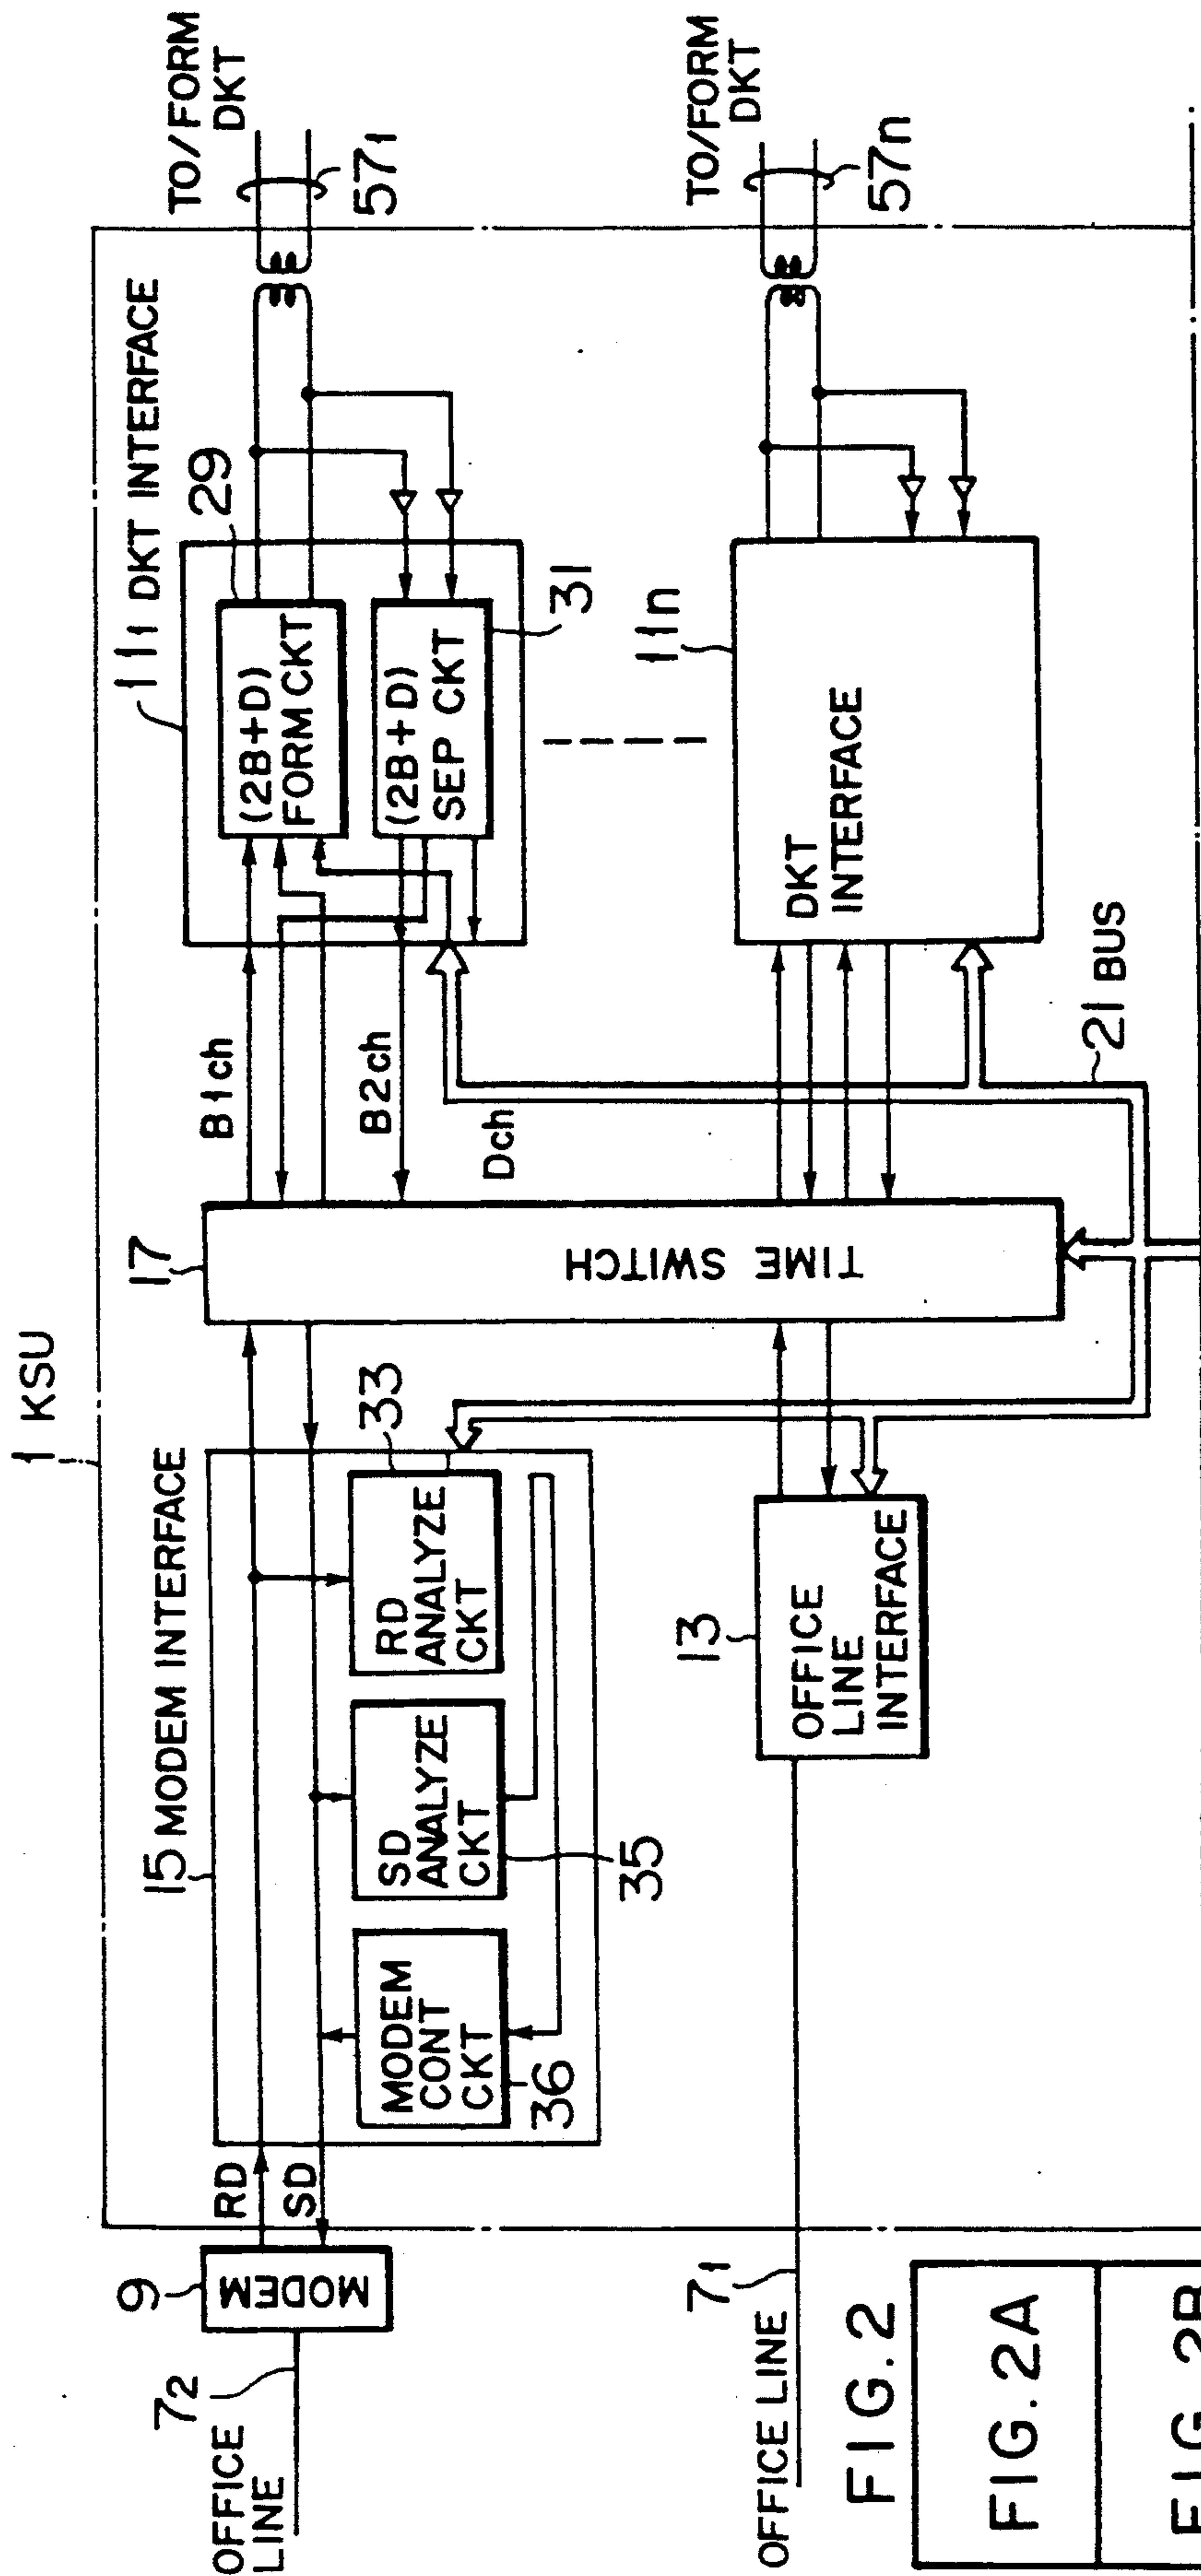 1 KSU
OFFICE
LINE
72
9
MODEM
RD
SD
15 MODEM INTERFACE
MODEM
CONT
CKT
36
SD
ANALYZE
CKT
35
RD
ANALYZE
CKT
33
17
TIME SWITCH
B1ch
B2ch
Dch
111 DKT INTERFACE
(2B+D)
FORM CKT
29
(2B+D)
SEP CKT
31
TO/FORM
DKT
571
OFFICE LINE
71
13
OFFICE
LINE
INTERFACE
21 BUS
11n
DKT
INTERFACE
TO/FORM
DKT
57n
FIG. 2
FIG. 2A
FIG. 2B